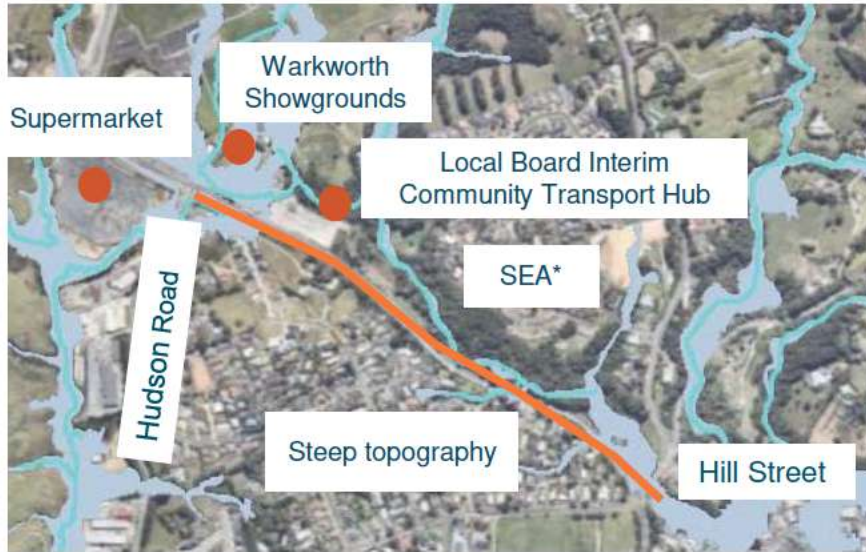 Warkworth
Showgrounds
Supermarket
Local Board Interim
Community Transport Hub
SEA*
Hudson Road
Steep topography
Hill Street